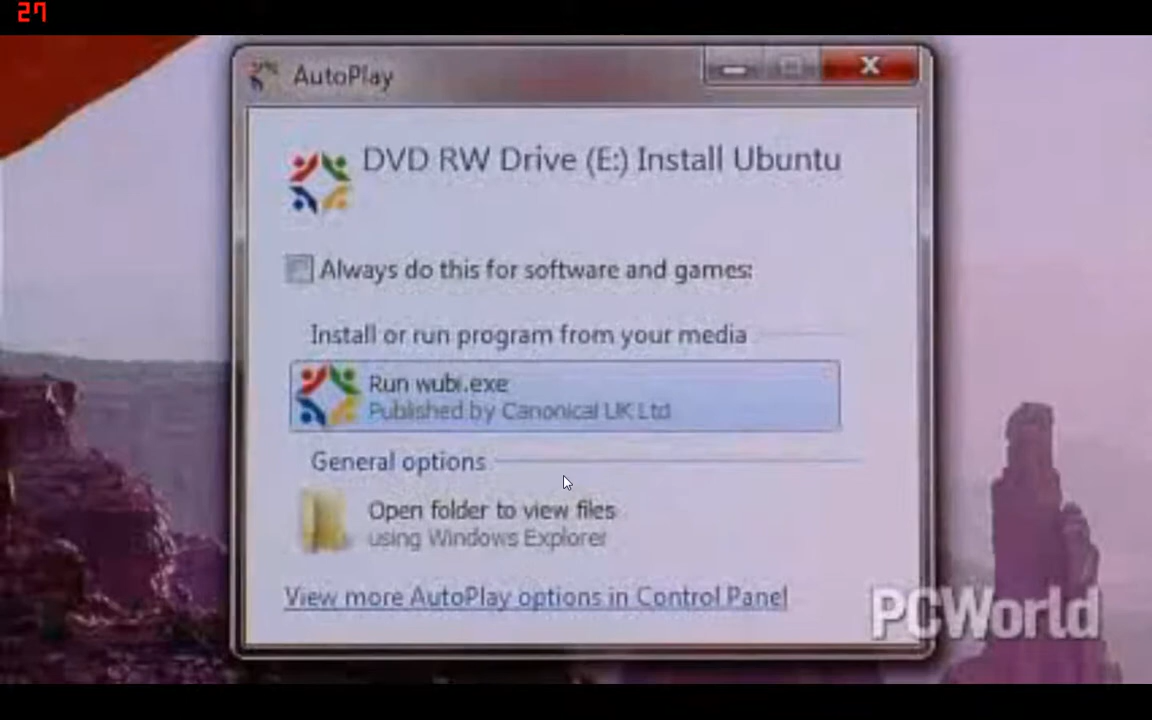 27
AutoPlay
DVD RW Drive (E:) Install Ubuntu
Always do this for software and games:
Install or run program from your media
Run wubi.exe
Published by Canonical UK Ltd
General options
Open folder to view files
using Windows Explorer
View more AutoPlay options in Control Panel
PCWorld